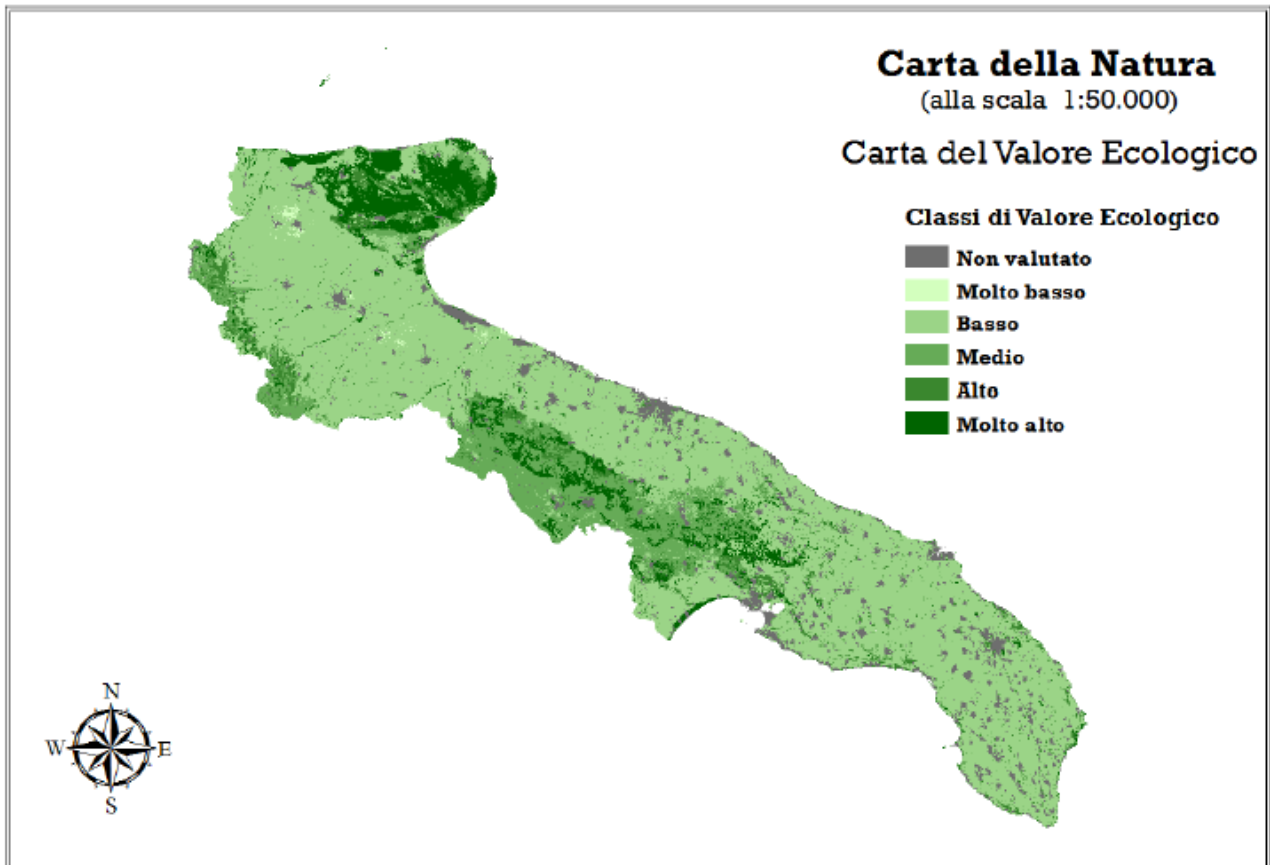 Carta della Natura
(alla scala 1:50.000)
Carta del Valore Ecologico
Classi di Valore Ecologico
Non valutato
Molto basso
Basso
Medio
Alto
Molto alto
N
W E
S